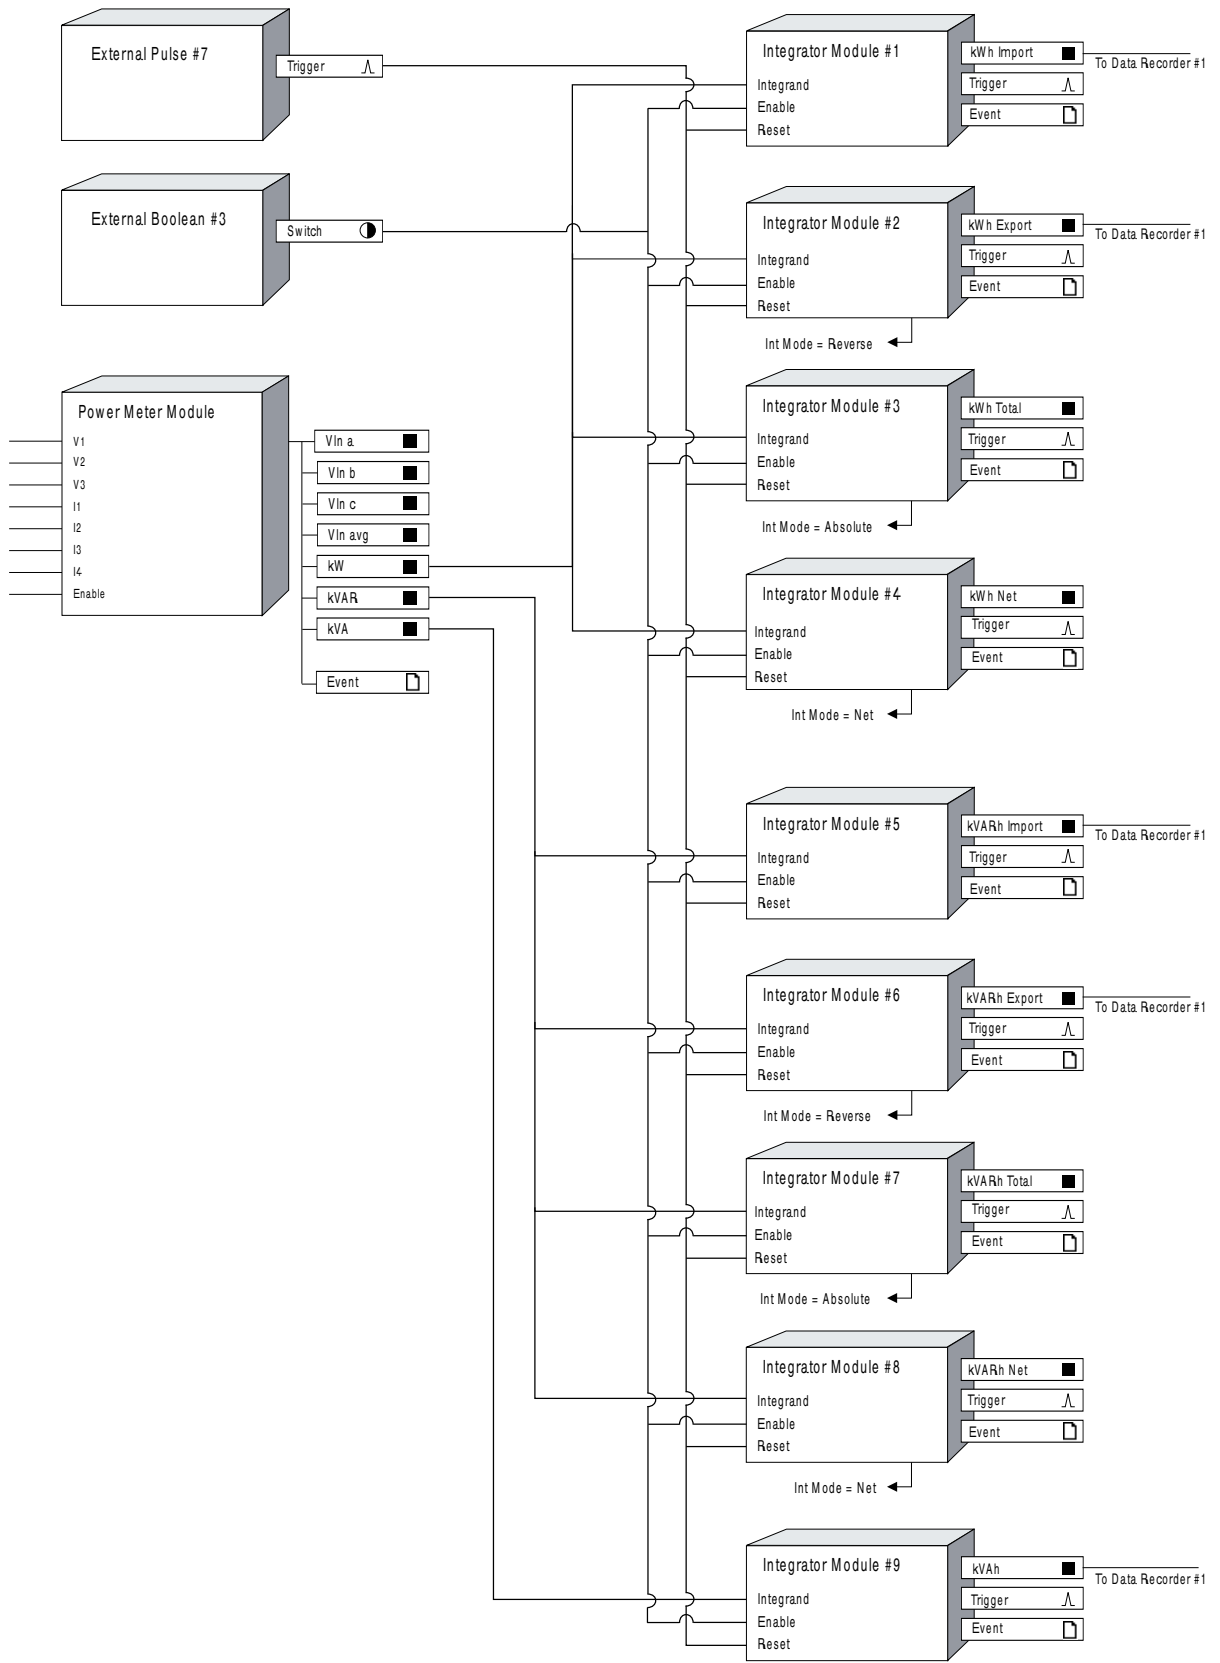 External Pulse #7
Trigger
External Boolean #3
Switch
Power Meter Module
V1
V2
V3
I1
I2
I3
I4
Enable
Vln a
Vln b
Vln c
Vln avg
kW
kVAR
kVA
Event
Integrator Module #1
Integrand
Enable
Reset
kWh Import
Trigger
Event
To Data Recorder #1
Integrator Module #2
Integrand
Enable
Reset
kWh Export
Trigger
Event
To Data Recorder #1
Int Mode = Reverse
Integrator Module #3
Integrand
Enable
Reset
kWh Total
Trigger
Event
Int Mode = Absolute
Integrator Module #4
Integrand
Enable
Reset
kWh Net
Trigger
Event
Int Mode = Net
Integrator Module #5
Integrand
Enable
Reset
kVARh Import
Trigger
Event
To Data Recorder #1
Integrator Module #6
Integrand
Enable
Reset
kVARh Export
Trigger
Event
To Data Recorder #1
Int Mode = Reverse
Integrator Module #7
Integrand
Enable
Reset
kVARh Total
Trigger
Event
Int Mode = Absolute
Integrator Module #8
Integrand
Enable
Reset
kVARh Net
Trigger
Event
Int Mode = Net
Integrator Module #9
Integrand
Enable
Reset
kVAh
Trigger
Event
To Data Recorder #1